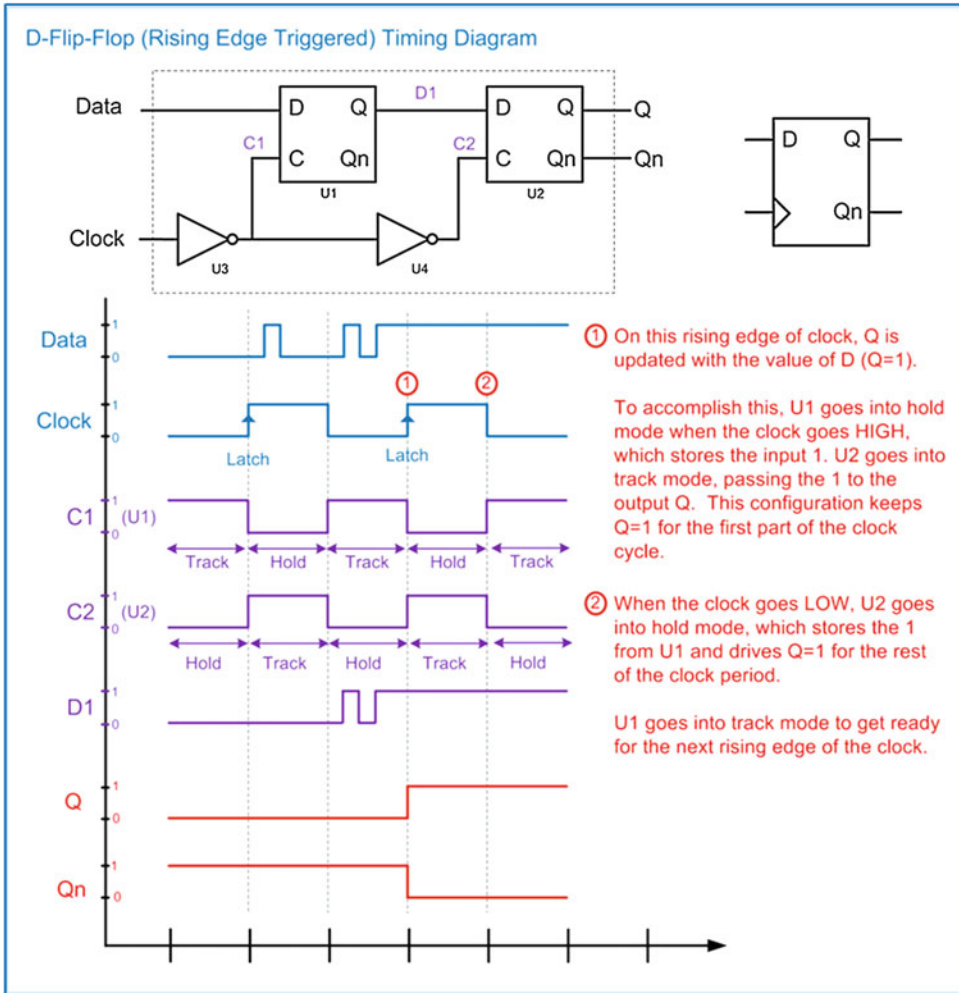 D-Flip-Flop (Rising Edge Triggered) Timing Diagram
D1
Data
D Q
D Q
Q
D Q
C1
C2
C Qn
C Qn
Qn
U1
U2
Qn
Clock
U3
U4
Data
1
0
① On this rising edge of clock, Q is
updated with the value of D (Q=1).
To accomplish this, U1 goes into hold
mode when the clock goes HIGH,
which stores the input 1. U2 goes into
track mode, passing the 1 to the
output Q. This configuration keeps
Q=1 for the first part of the clock
cycle.
① ②
Clock
1
0
Latch Latch
C1 (U1)
1
0
Track Hold Track Hold Track
C2 (U2)
1
0
Hold Track Hold Track Hold
② When the clock goes LOW, U2 goes
into hold mode, which stores the 1
from U1 and drives Q=1 for the rest
of the clock period.
U1 goes into track mode to get ready
for the next rising edge of the clock.
D1
1
0
Q
1
0
Qn
1
0